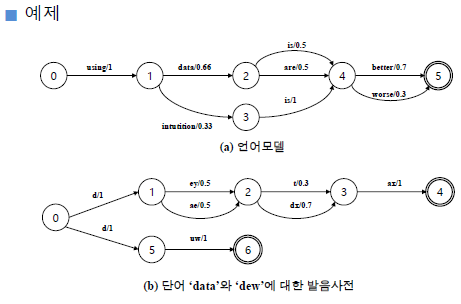 예제
is/0.5
using/1 data/0.66 are/0.5 better/0.7
0 1 2 4 5
worse/0.3
is/1
3
intutition/0.33
(a) 언어모델
ey/0.5 t/0.3 ax/1
d/1 1 2 3 4
ae/0.5 dx/0.7
0
d/1 uw/1
5 6
(b) 단어 ‘data’와 ‘dew’에 대한 발음사전